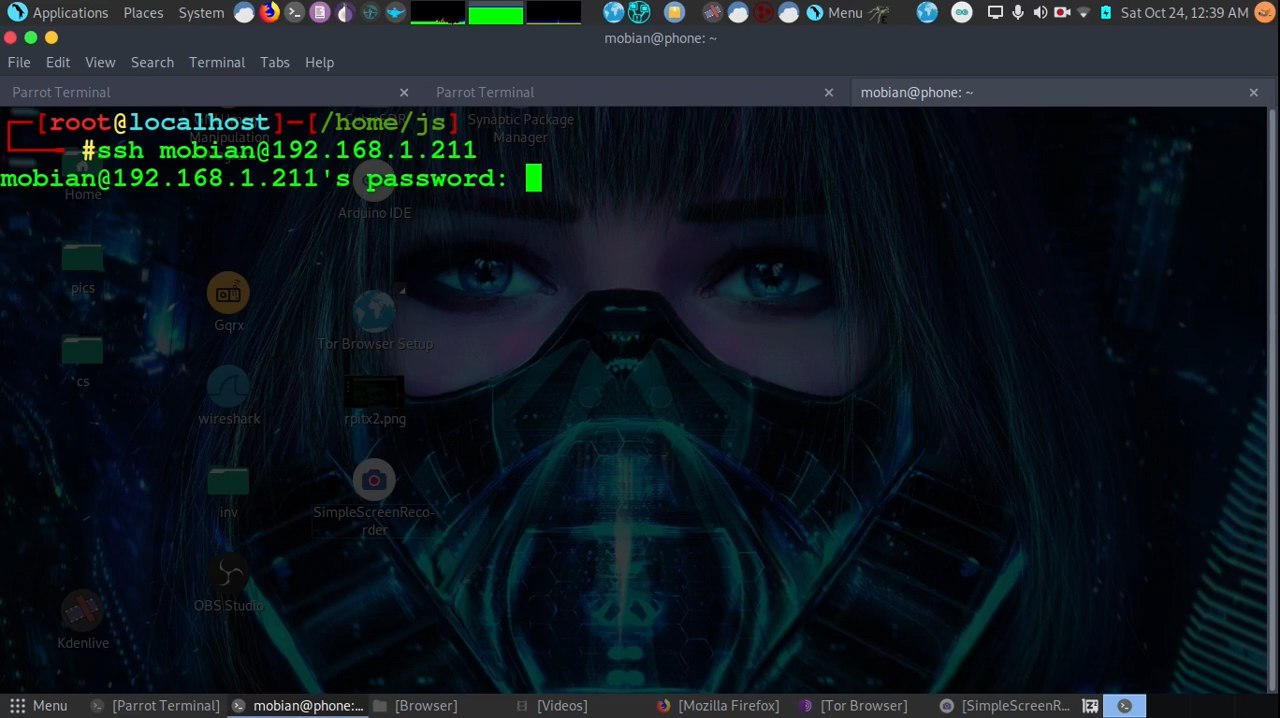 Applications Places System Menu Sat Oct 24, 12:39 AM
mobian@phone: ~
File Edit View Search Terminal Tabs Help
Parrot Terminal × Parrot Terminal × mobian@phone: ~ ×
┌─[root@localhost]─[/home/js]
└──╼ #ssh mobian@192.168.1.211
mobian@192.168.1.211's password:
Manipulation
Synaptic Package
Manager
Home
Arduino IDE
pics
Gqrx
Tor Browser Setup
cs
wireshark
rpitx2.png
inv
SimpleScreenReco-
rder
OBS Studio
Kdenlive
Menu [Parrot Terminal] mobian@phone:... [Browser] [Videos] [Mozilla Firefox] [Tor Browser] [SimpleScreenR...